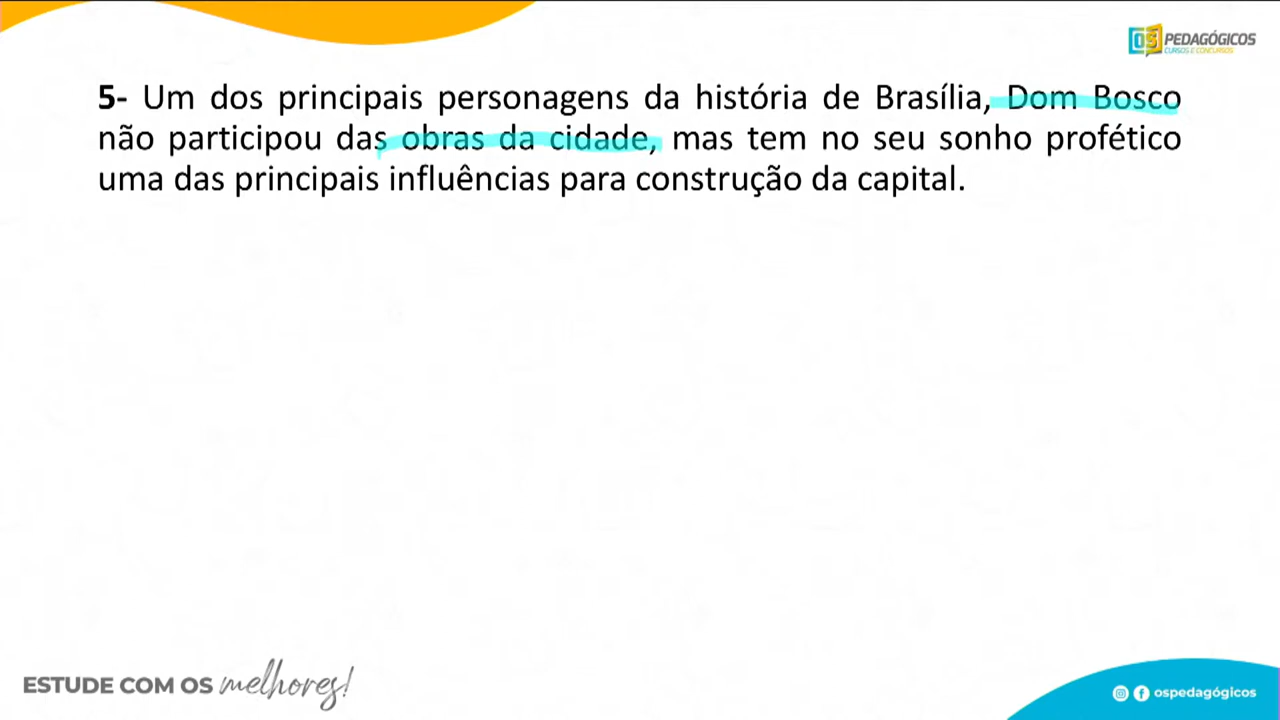 OS PEDAGÓGICOS
CURSOS E CONCURSOS
5- Um dos principais personagens da história de Brasília, Dom Bosco
não participou das obras da cidade, mas tem no seu sonho profético
uma das principais influências para construção da capital.
ESTUDE COM OS melhores!
ospedagógicos